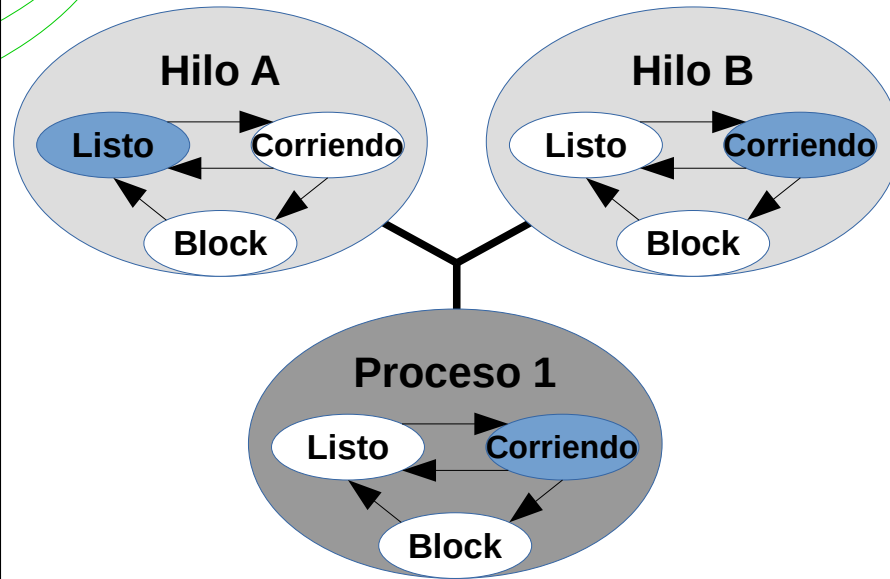 Hilo A
Listo
Corriendo
Block
Hilo B
Listo
Corriendo
Block
Proceso 1
Listo
Corriendo
Block